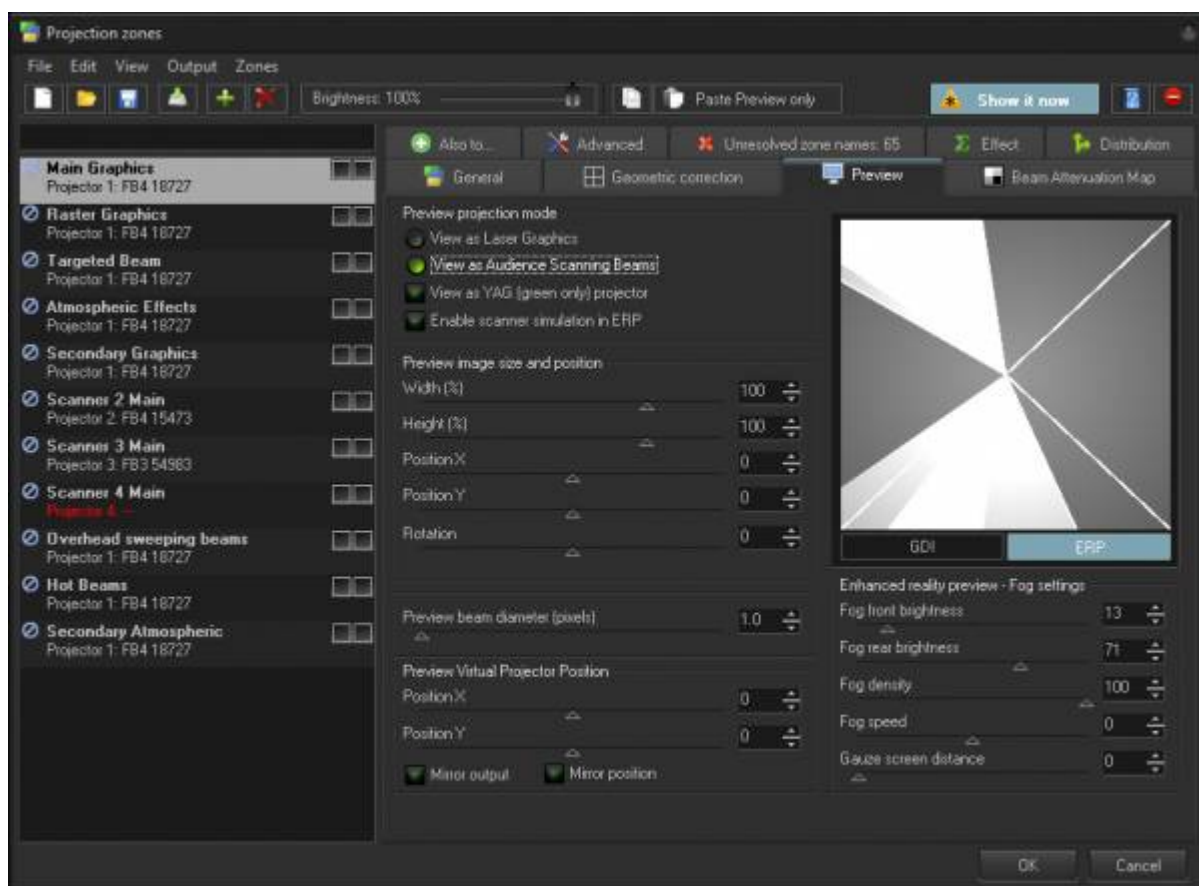 Projection zones
File Edit View Output Zones
Brightness: 100%
Paste Preview only
Show it now
Also to...
Advanced
Unresolved zone names: 65
Effect
Distribution
General
Geometric correction
Preview
Beam Attenuation Map
Main Graphics
Projector 1: FB4 18727
Raster Graphics
Projector 1: FB4 18727
Targeted Beam
Projector 1: FB4 18727
Atmospheric Effects
Projector 1: FB4 18727
Secondary Graphics
Projector 1: FB4 18727
Scanner 2 Main
Projector 2: FB4 15473
Scanner 3 Main
Projector 3: FB3 54983
Scanner 4 Main
Projector 4: --
Overhead sweeping beams
Projector 1: FB4 18727
Hot Beams
Projector 1: FB4 18727
Secondary Atmospheric
Projector 1: FB4 18727
Preview projection mode
View as Laser Graphics
View as Audience Scanning Beams
View as YAG (green only) projector
Enable scanner simulation in ERP
Preview image size and position
Width (%) 100
Height (%) 100
Position X 0
Position Y 0
Rotation 0
Preview beam diameter (pixels) 1.0
Preview Virtual Projector Position
Position X 0
Position Y 0
Mirror output
Mirror position
GDI
ERP
Enhanced reality preview - Fog settings
Fog front brightness 13
Fog rear brightness 71
Fog density 100
Fog speed 0
Gauze screen distance 0
OK
Cancel